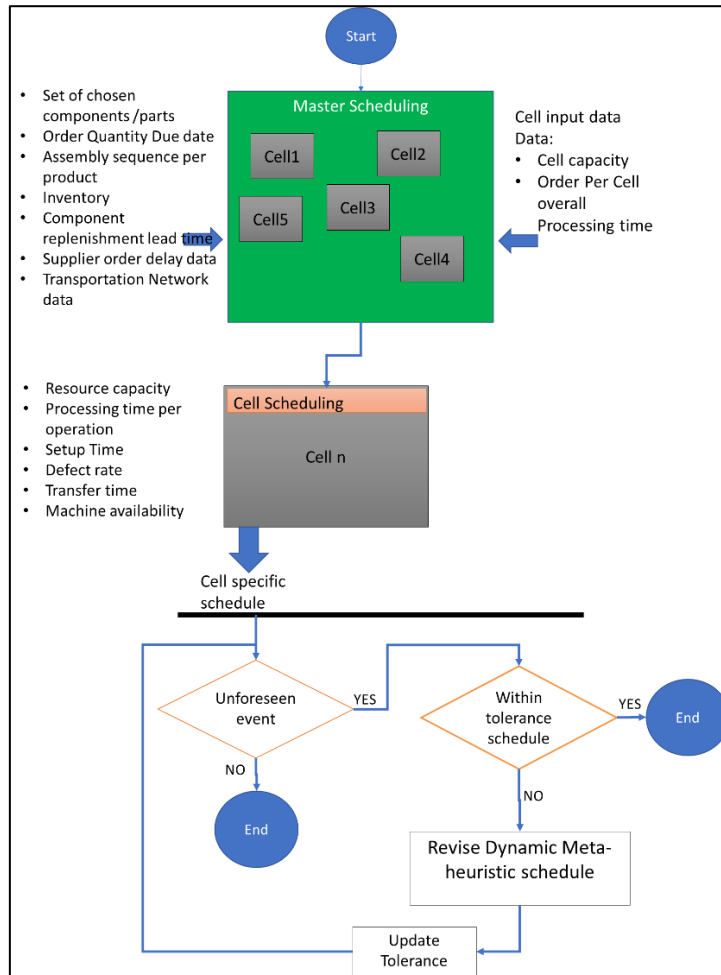 Start
• Set of chosen
components /parts
• Order Quantity Due date
• Assembly sequence per
product
• Inventory
• Component
replenishment lead time
• Supplier order delay data
• Transportation Network
data
Master Scheduling
Cell1
Cell2
Cell3
Cell5
Cell4
Cell input data
Data:
• Cell capacity
• Order Per Cell
overall
Processing time
• Resource capacity
• Processing time per
operation
• Setup Time
• Defect rate
• Transfer time
• Machine availability
Cell Scheduling
Cell n
Cell specific
schedule
Unforeseen
event
YES
NO
End
Within
tolerance
schedule
YES
End
NO
Revise Dynamic Meta-
heuristic schedule
Update
Tolerance